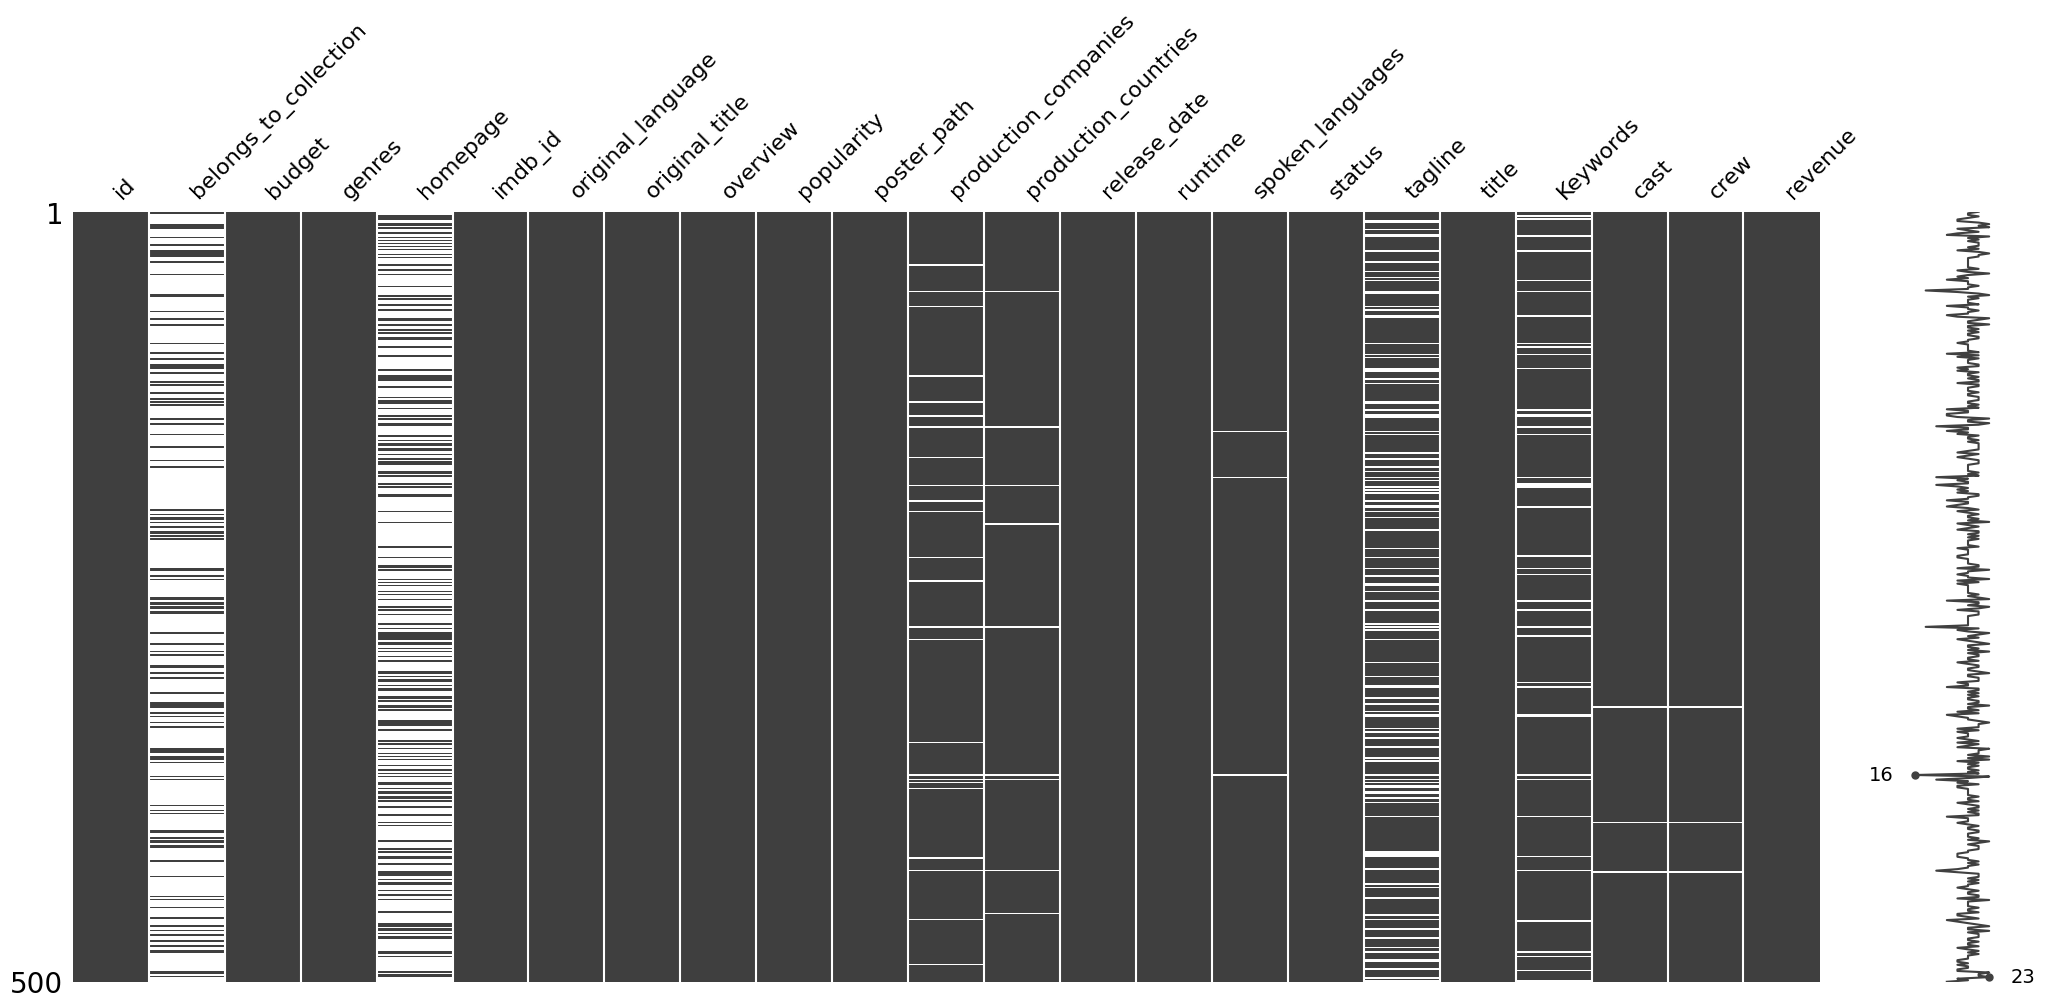 id
belongs_to_collection
budget
genres
homepage
imdb_id
original_language
original_title
overview
popularity
poster_path
production_companies
production_countries
release_date
runtime
spoken_languages
status
tagline
title
Keywords
cast
crew
revenue
1
16
500
23